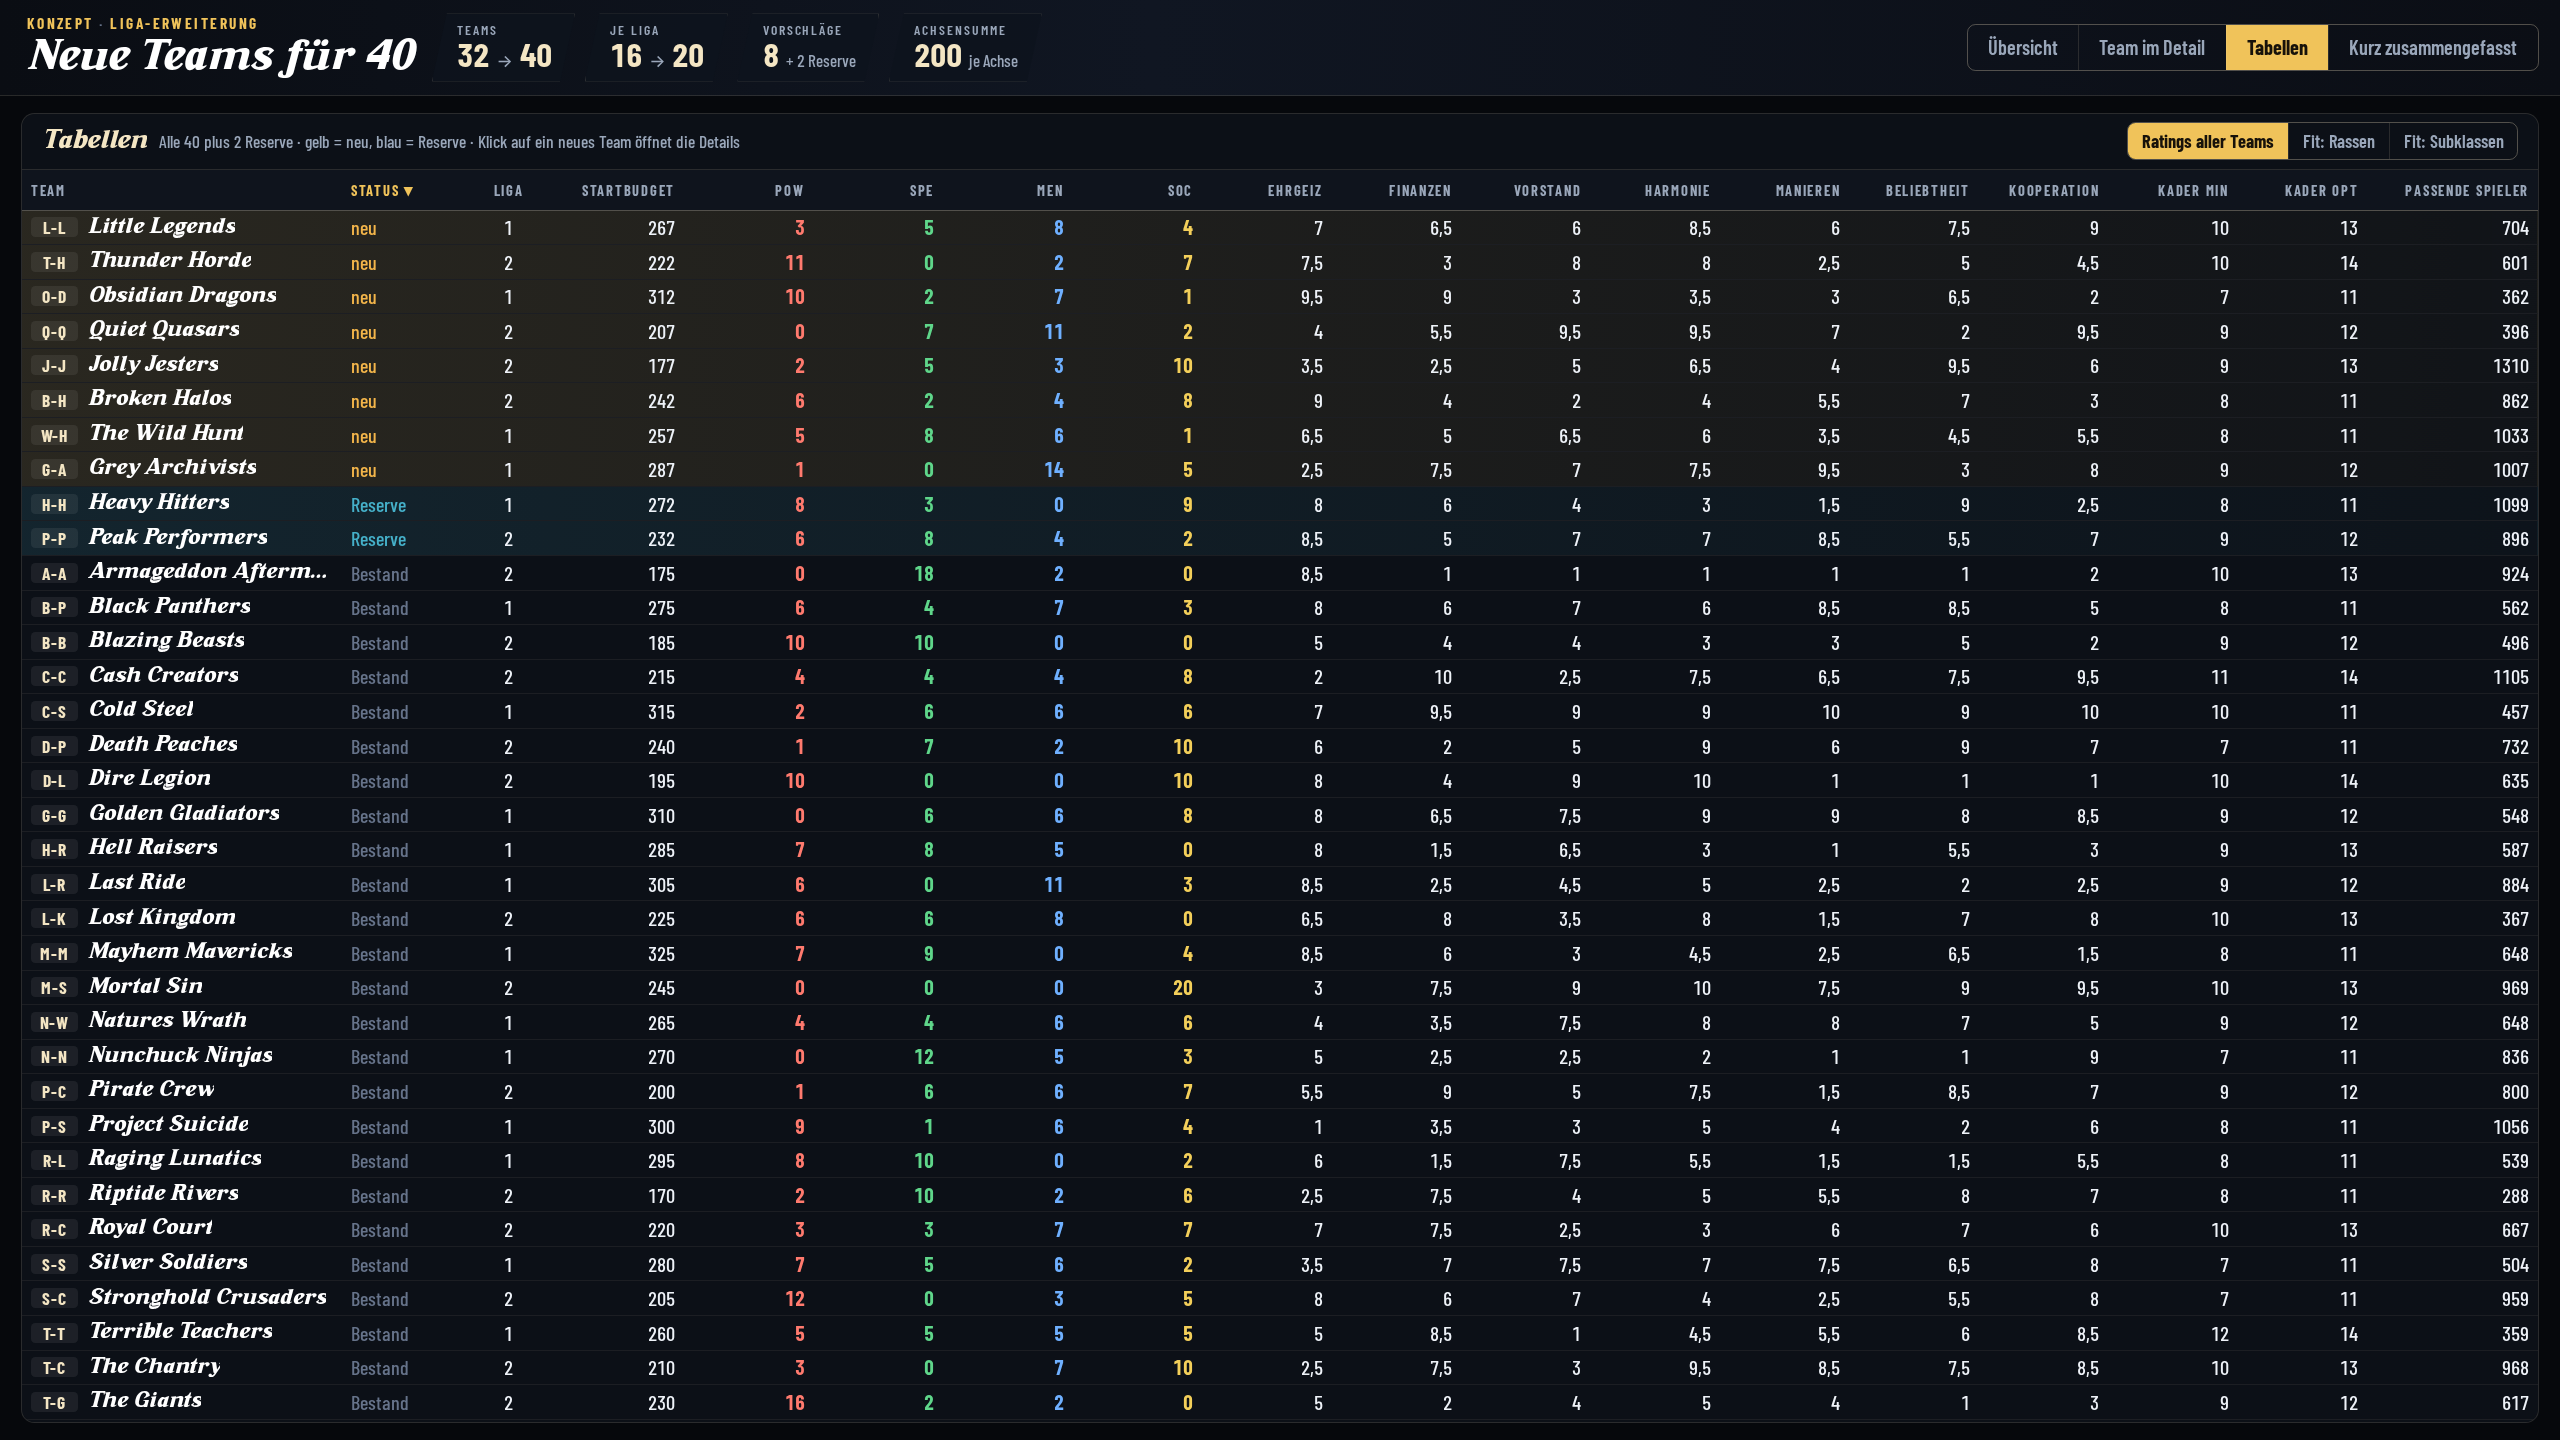 KONZEPT · LIGA-ERWEITERUNG
Neue Teams für 40
TEAMS
32 → 40
JE LIGA
16 → 20
VORSCHLÄGE
8 + 2 Reserve
ACHSENSUMME
200 je Achse
Übersicht Team im Detail Tabellen Kurz zusammengefasst
Tabellen Alle 40 plus 2 Reserve · gelb = neu, blau = Reserve · Klick auf ein neues Team öffnet die Details
Ratings aller Teams FIt: Rassen FIt: Subklassen
TEAM STATUS ▼ LIGA STARTBUDGET POW SPE MEN SOC EHRGEIZ FINANZEN VORSTAND HARMONIE MANIEREN BELIEBTHEIT KOOPERATION KADER MIN KADER OPT PASSENDE SPIELER
L-L Little Legends neu 1 267 3 5 8 4 7 6,5 6 8,5 6 7,5 9 10 13 704
T-H Thunder Horde neu 2 222 11 0 2 7 7,5 3 8 8 2,5 5 4,5 10 14 601
O-D Obsidian Dragons neu 1 312 10 2 7 1 9,5 9 3 3,5 3 6,5 2 7 11 362
Q-Q Quiet Quasars neu 2 207 0 7 11 2 4 5,5 9,5 9,5 7 2 9,5 9 12 396
J-J Jolly Jesters neu 2 177 2 5 3 10 3,5 2,5 5 6,5 4 9,5 6 9 13 1310
B-H Broken Halos neu 2 242 6 2 4 8 9 4 2 4 5,5 7 3 8 11 862
W-H The Wild Hunt neu 1 257 5 8 6 1 6,5 5 6,5 6 3,5 4,5 5,5 8 11 1033
G-A Grey Archivists neu 1 287 1 0 14 5 2,5 7,5 7 7,5 9,5 3 8 9 12 1007
H-H Heavy Hitters Reserve 1 272 8 3 0 9 8 6 4 3 1,5 9 2,5 8 11 1099
P-P Peak Performers Reserve 2 232 6 8 4 2 8,5 5 7 7 8,5 5,5 7 9 12 896
A-A Armageddon Afterm... Bestand 2 175 0 18 2 0 8,5 1 1 1 1 1 2 10 13 924
B-P Black Panthers Bestand 1 275 6 4 7 3 8 6 7 6 8,5 8,5 5 8 11 562
B-B Blazing Beasts Bestand 2 185 10 10 0 0 5 4 4 3 3 5 2 9 12 496
C-C Cash Creators Bestand 2 215 4 4 4 8 2 10 2,5 7,5 6,5 7,5 9,5 11 14 1105
C-S Cold Steel Bestand 1 315 2 6 6 6 7 9,5 9 9 10 9 10 10 11 457
D-P Death Peaches Bestand 2 240 1 7 2 10 6 2 5 9 6 9 7 7 11 732
D-L Dire Legion Bestand 2 195 10 0 0 10 8 4 9 10 1 1 1 10 14 635
G-G Golden Gladiators Bestand 1 310 0 6 6 8 8 6,5 7,5 9 9 8 8,5 9 12 548
H-R Hell Raisers Bestand 1 285 7 8 5 0 8 1,5 6,5 3 1 5,5 3 9 13 587
L-R Last Ride Bestand 1 305 6 0 11 3 8,5 2,5 4,5 5 2,5 2 2,5 9 12 884
L-K Lost Kingdom Bestand 2 225 6 6 8 0 6,5 8 3,5 8 1,5 7 8 10 13 367
M-M Mayhem Mavericks Bestand 1 325 7 9 0 4 8,5 6 3 4,5 2,5 6,5 1,5 8 11 648
M-S Mortal Sin Bestand 2 245 0 0 0 20 3 7,5 9 10 7,5 9 9,5 10 13 969
N-W Natures Wrath Bestand 1 265 4 4 6 6 4 3,5 7,5 8 8 7 5 9 12 648
N-N Nunchuck Ninjas Bestand 1 270 0 12 5 3 5 2,5 2,5 2 1 1 9 7 11 836
P-C Pirate Crew Bestand 2 200 1 6 6 7 5,5 9 5 7,5 1,5 8,5 7 9 12 800
P-S Project Suicide Bestand 1 300 9 1 6 4 1 3,5 3 5 4 2 6 8 11 1056
R-L Raging Lunatics Bestand 1 295 8 10 0 2 6 1,5 7,5 5,5 1,5 1,5 5,5 8 11 539
R-R Riptide Rivers Bestand 2 170 2 10 2 6 2,5 7,5 4 5 5,5 8 7 8 11 288
R-C Royal Court Bestand 2 220 3 3 7 7 7 7,5 2,5 3 6 7 6 10 13 667
S-S Silver Soldiers Bestand 1 280 7 5 6 2 3,5 7 7,5 7 7,5 6,5 8 7 11 504
S-C Stronghold Crusaders Bestand 2 205 12 0 3 5 8 6 7 4 2,5 5,5 8 7 11 959
T-T Terrible Teachers Bestand 1 260 5 5 5 5 5 8,5 1 4,5 5,5 6 8,5 12 14 359
T-C The Chantry Bestand 2 210 3 0 7 10 2,5 7,5 3 9,5 8,5 7,5 8,5 10 13 968
T-G The Giants Bestand 2 230 16 2 2 0 5 2 4 5 4 1 3 9 12 617